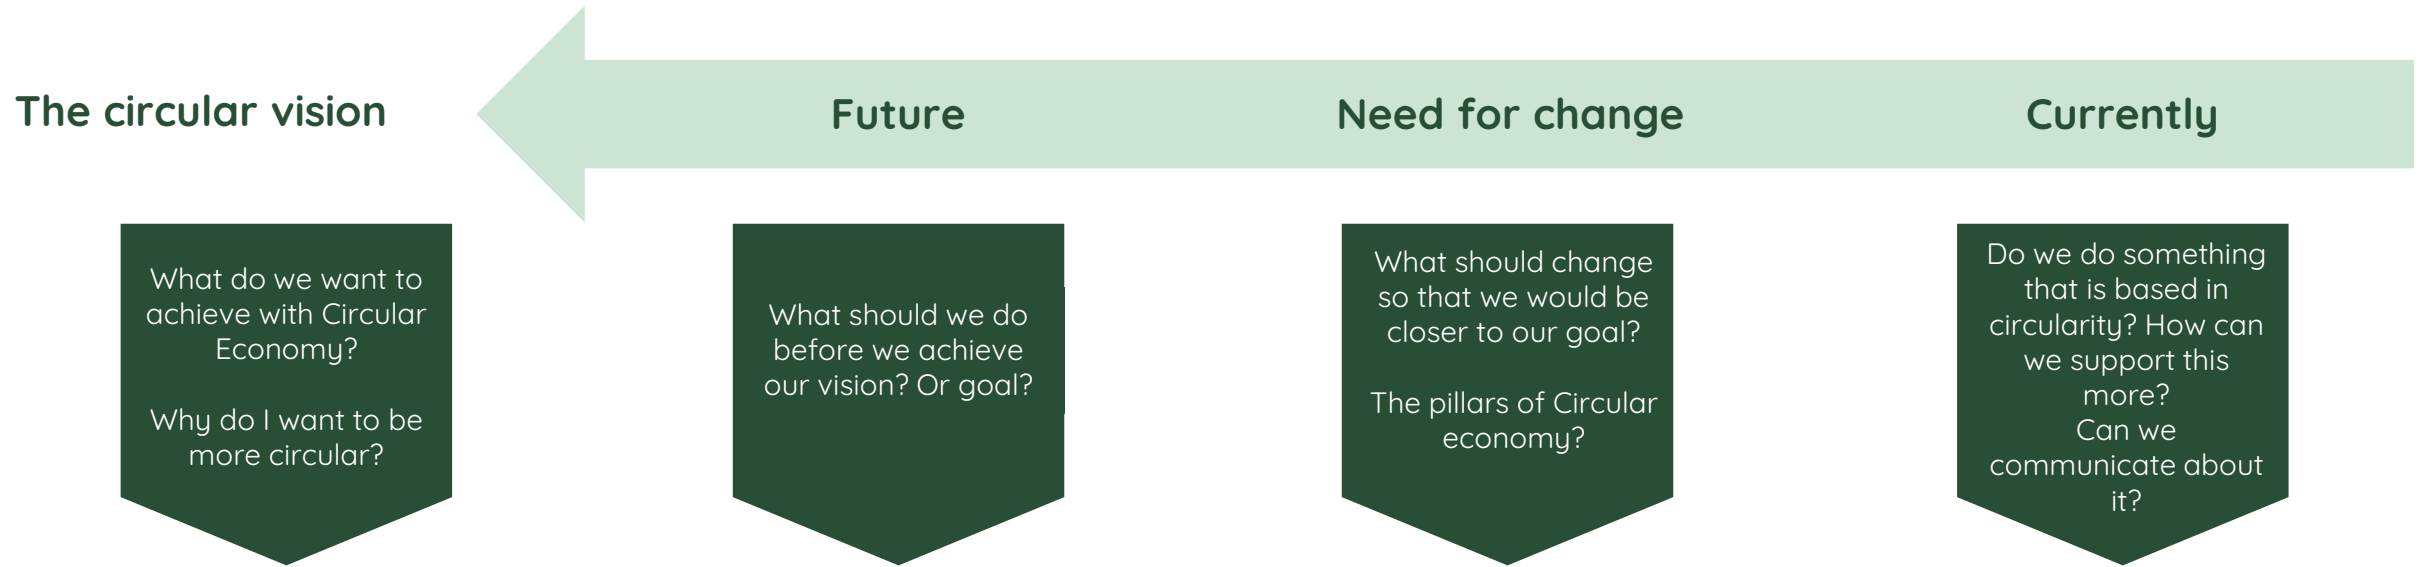 The circular vision
Future
Need for change
Currently
What do we want to
achieve with Circular
Economy?
Why do I want to be
more circular?
What should we do
before we achieve
our vision? Or goal?
What should change
so that we would be
closer to our goal?
The pillars of Circular
economy?
Do we do something
that is based in
circularity? How can
we support this
more?
Can we
communicate about
it?